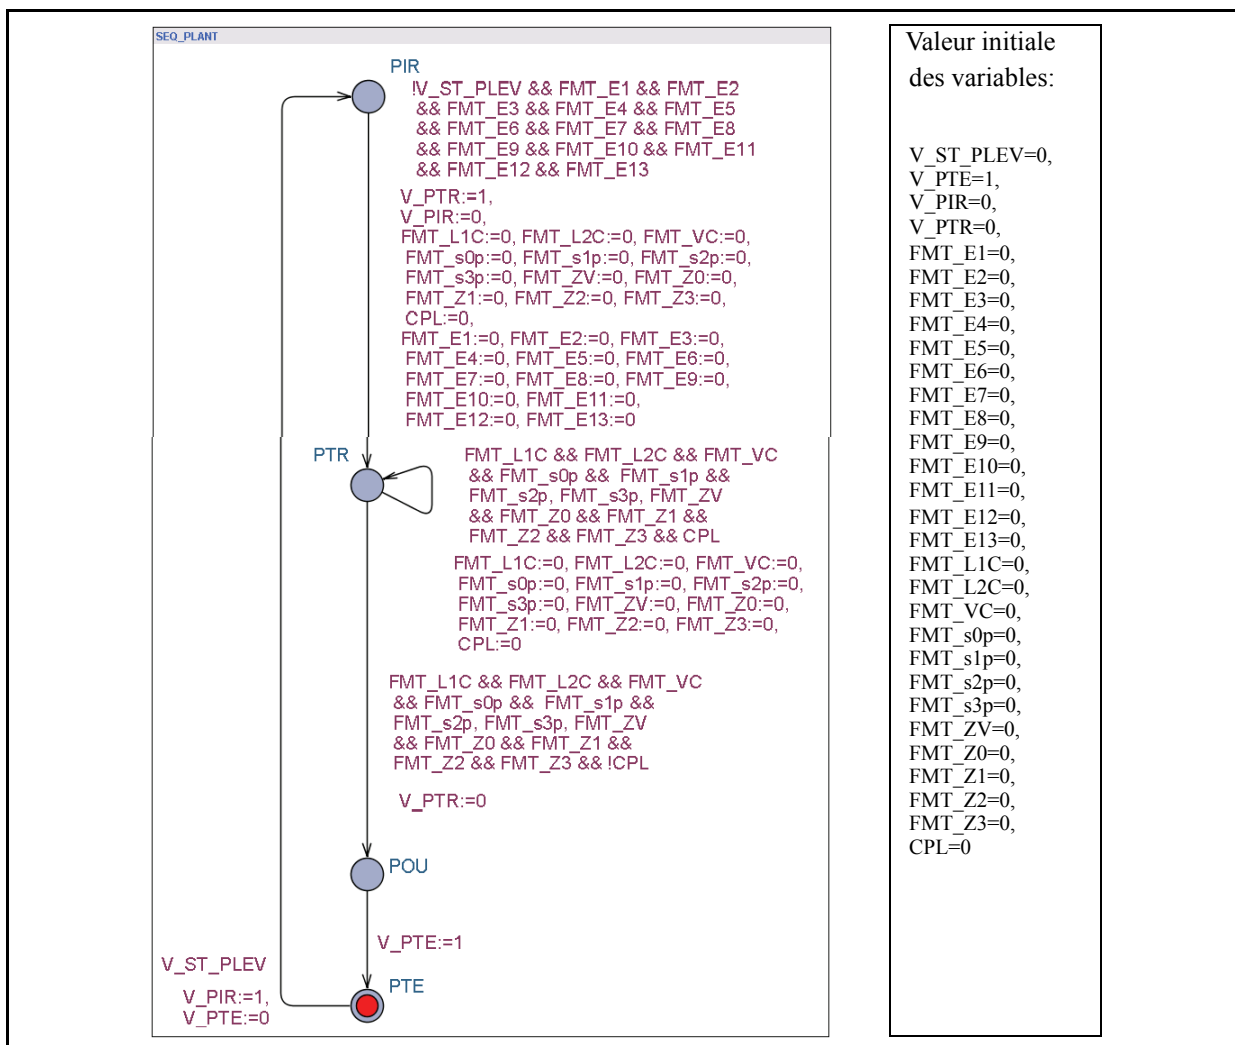 SEQ_PLANT
PIR
!V_ST_PLEV && FMT_E1 && FMT_E2
&& FMT_E3 && FMT_E4 && FMT_E5
&& FMT_E6 && FMT_E7 && FMT_E8
&& FMT_E9 && FMT_E10 && FMT_E11
&& FMT_E12 && FMT_E13
V_PTR:=1,
V_PIR:=0,
FMT_L1C:=0, FMT_L2C:=0, FMT_VC:=0,
FMT_s0p:=0, FMT_s1p:=0, FMT_s2p:=0,
FMT_s3p:=0, FMT_ZV:=0, FMT_Z0:=0,
FMT_Z1:=0, FMT_Z2:=0, FMT_Z3:=0,
CPL:=0,
FMT_E1:=0, FMT_E2:=0, FMT_E3:=0,
FMT_E4:=0, FMT_E5:=0, FMT_E6:=0,
FMT_E7:=0, FMT_E8:=0, FMT_E9:=0,
FMT_E10:=0, FMT_E11:=0,
FMT_E12:=0, FMT_E13:=0
PTR
FMT_L1C && FMT_L2C && FMT_VC
&& FMT_s0p && FMT_s1p &&
FMT_s2p, FMT_s3p, FMT_ZV
&& FMT_Z0 && FMT_Z1 &&
FMT_Z2 && FMT_Z3 && CPL
FMT_L1C:=0, FMT_L2C:=0, FMT_VC:=0,
FMT_s0p:=0, FMT_s1p:=0, FMT_s2p:=0,
FMT_s3p:=0, FMT_ZV:=0, FMT_Z0:=0,
FMT_Z1:=0, FMT_Z2:=0, FMT_Z3:=0,
CPL:=0
FMT_L1C && FMT_L2C && FMT_VC
&& FMT_s0p && FMT_s1p &&
FMT_s2p, FMT_s3p, FMT_ZV
&& FMT_Z0 && FMT_Z1 &&
FMT_Z2 && FMT_Z3 && !CPL
V_PTR:=0
POU
V_PTE:=1
V_ST_PLEV
PTE
V_PIR:=1,
V_PTE:=0
Valeur initiale
des variables:
V_ST_PLEV=0,
V_PTE=1,
V_PIR=0,
V_PTR=0,
FMT_E1=0,
FMT_E2=0,
FMT_E3=0,
FMT_E4=0,
FMT_E5=0,
FMT_E6=0,
FMT_E7=0,
FMT_E8=0,
FMT_E9=0,
FMT_E10=0,
FMT_E11=0,
FMT_E12=0,
FMT_E13=0,
FMT_L1C=0,
FMT_L2C=0,
FMT_VC=0,
FMT_s0p=0,
FMT_s1p=0,
FMT_s2p=0,
FMT_s3p=0,
FMT_ZV=0,
FMT_Z0=0,
FMT_Z1=0,
FMT_Z2=0,
FMT_Z3=0,
CPL=0